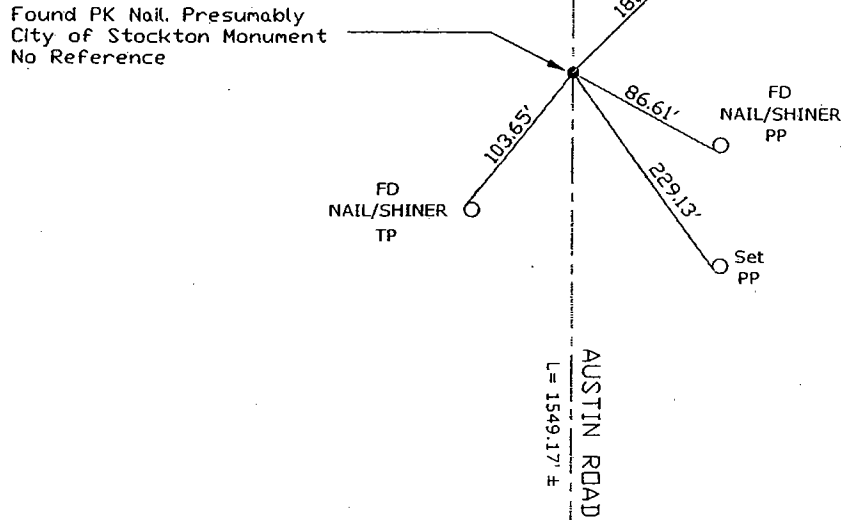 Found PK Nail. Presumably
City of Stockton Monument
No Reference
103.65'
86.61'
229.13'
FD
NAIL/SHINER
PP
FD
NAIL/SHINER
TP
Set
PP
AUSTIN ROAD
L= 1549.17' ±